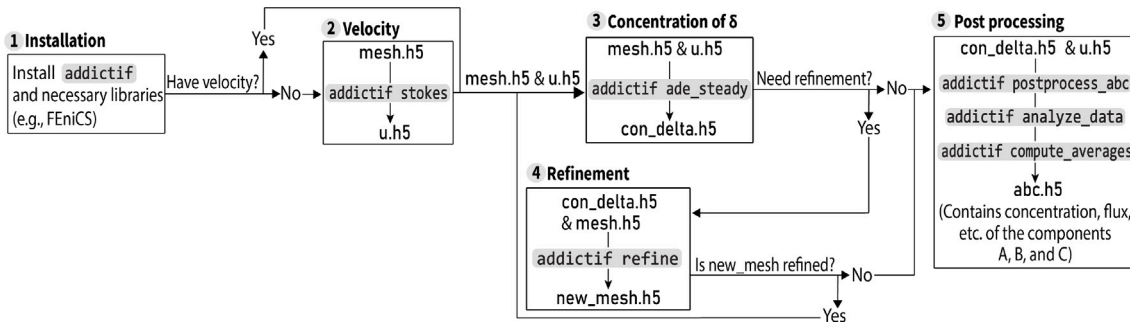 1 Installation
Install addictif
and necessary libraries
(e.g., FEniCS)
Have velocity?
Yes
No
2 Velocity
mesh.h5
addictif stokes
u.h5
mesh.h5 & u.h5
3 Concentration of δ
mesh.h5 & u.h5
addictif ade_steady
con_delta.h5
Need refinement?
No
Yes
4 Refinement
con_delta.h5
& mesh.h5
addictif refine
new_mesh.h5
Is new_mesh refined?
No
Yes
5 Post processing
con_delta.h5 & u.h5
addictif postprocess_abc
addictif analyze_data
addictif compute_averages
abc.h5
(Contains concentration, flux,
etc. of the components
A, B, and C)